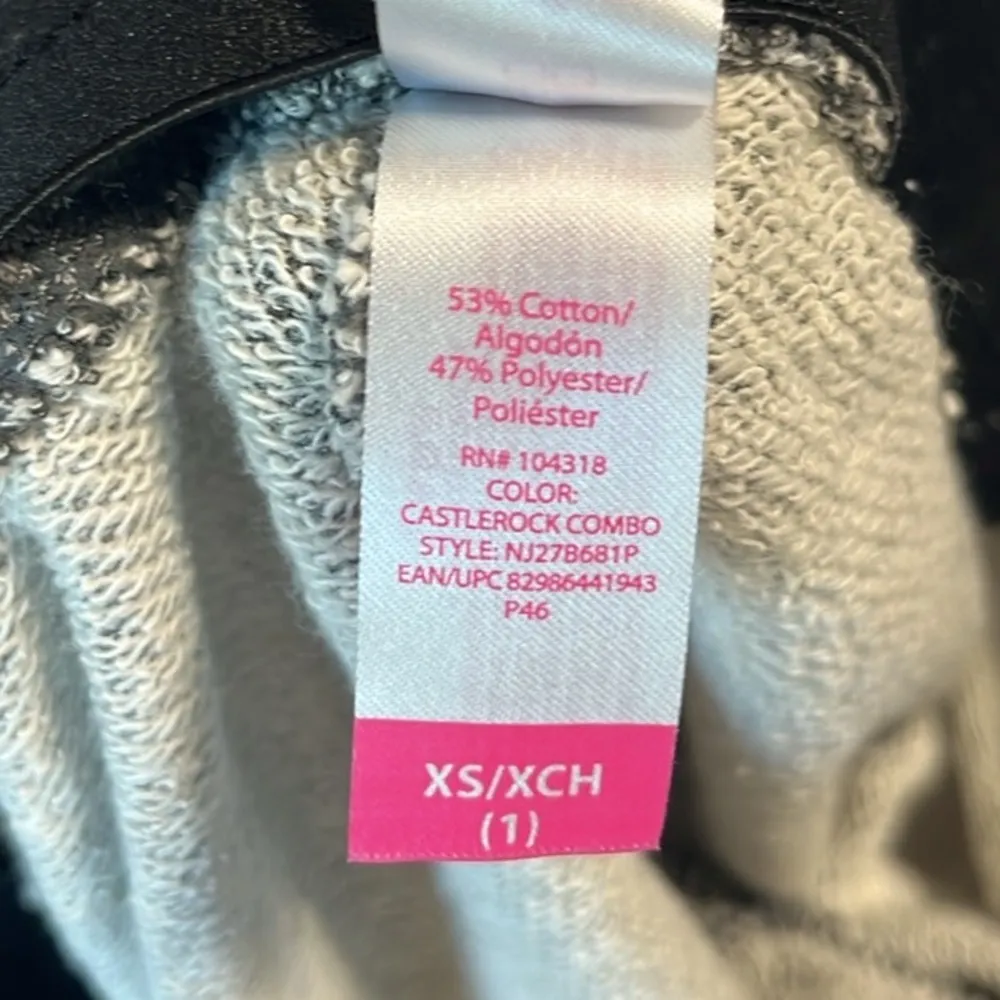 53% Cotton/
Algodón
47% Polyester/
Poliéster
RN# 104318
COLOR:
CASTLEROCK COMBO
STYLE: NJ27B681P
EAN/UPC 82986441943
P46
XS/XCH
(1)